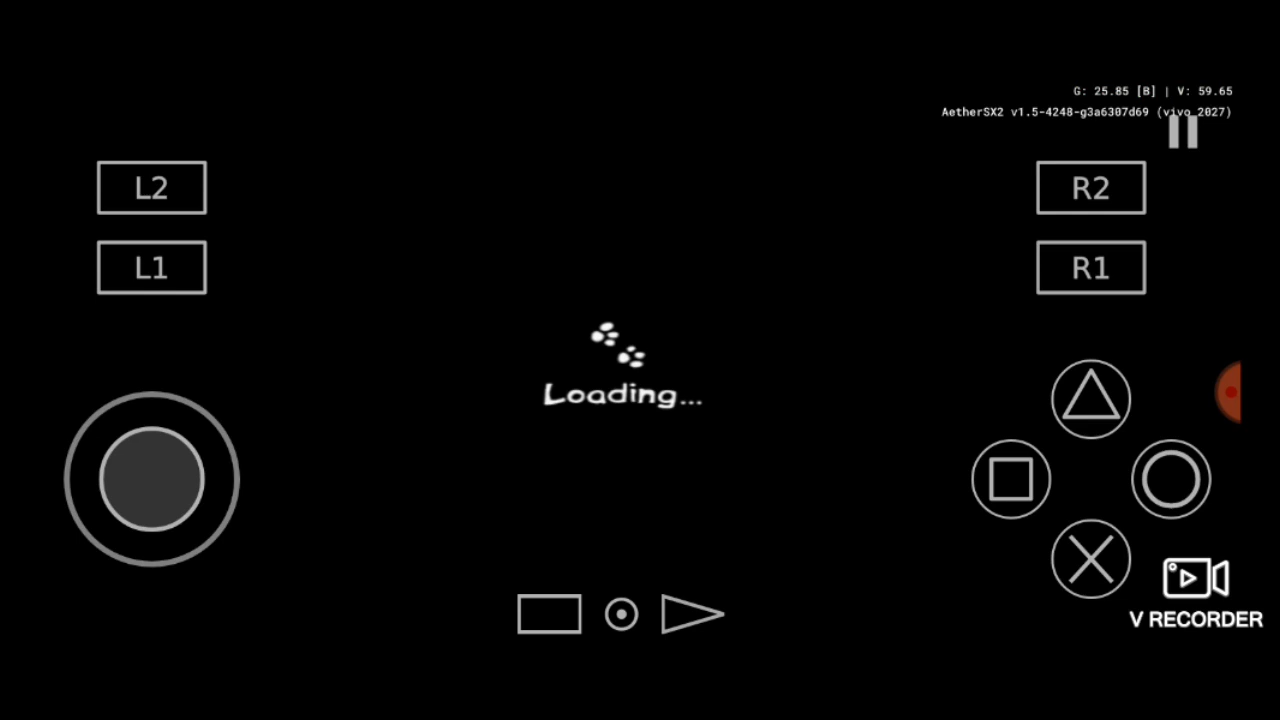 G: 25.85 [B] | V: 59.65
AetherSX2 v1.5-4248-g3a6307d69 (vivo 2027)
L2
R2
L1
R1
Loading...
V RECORDER